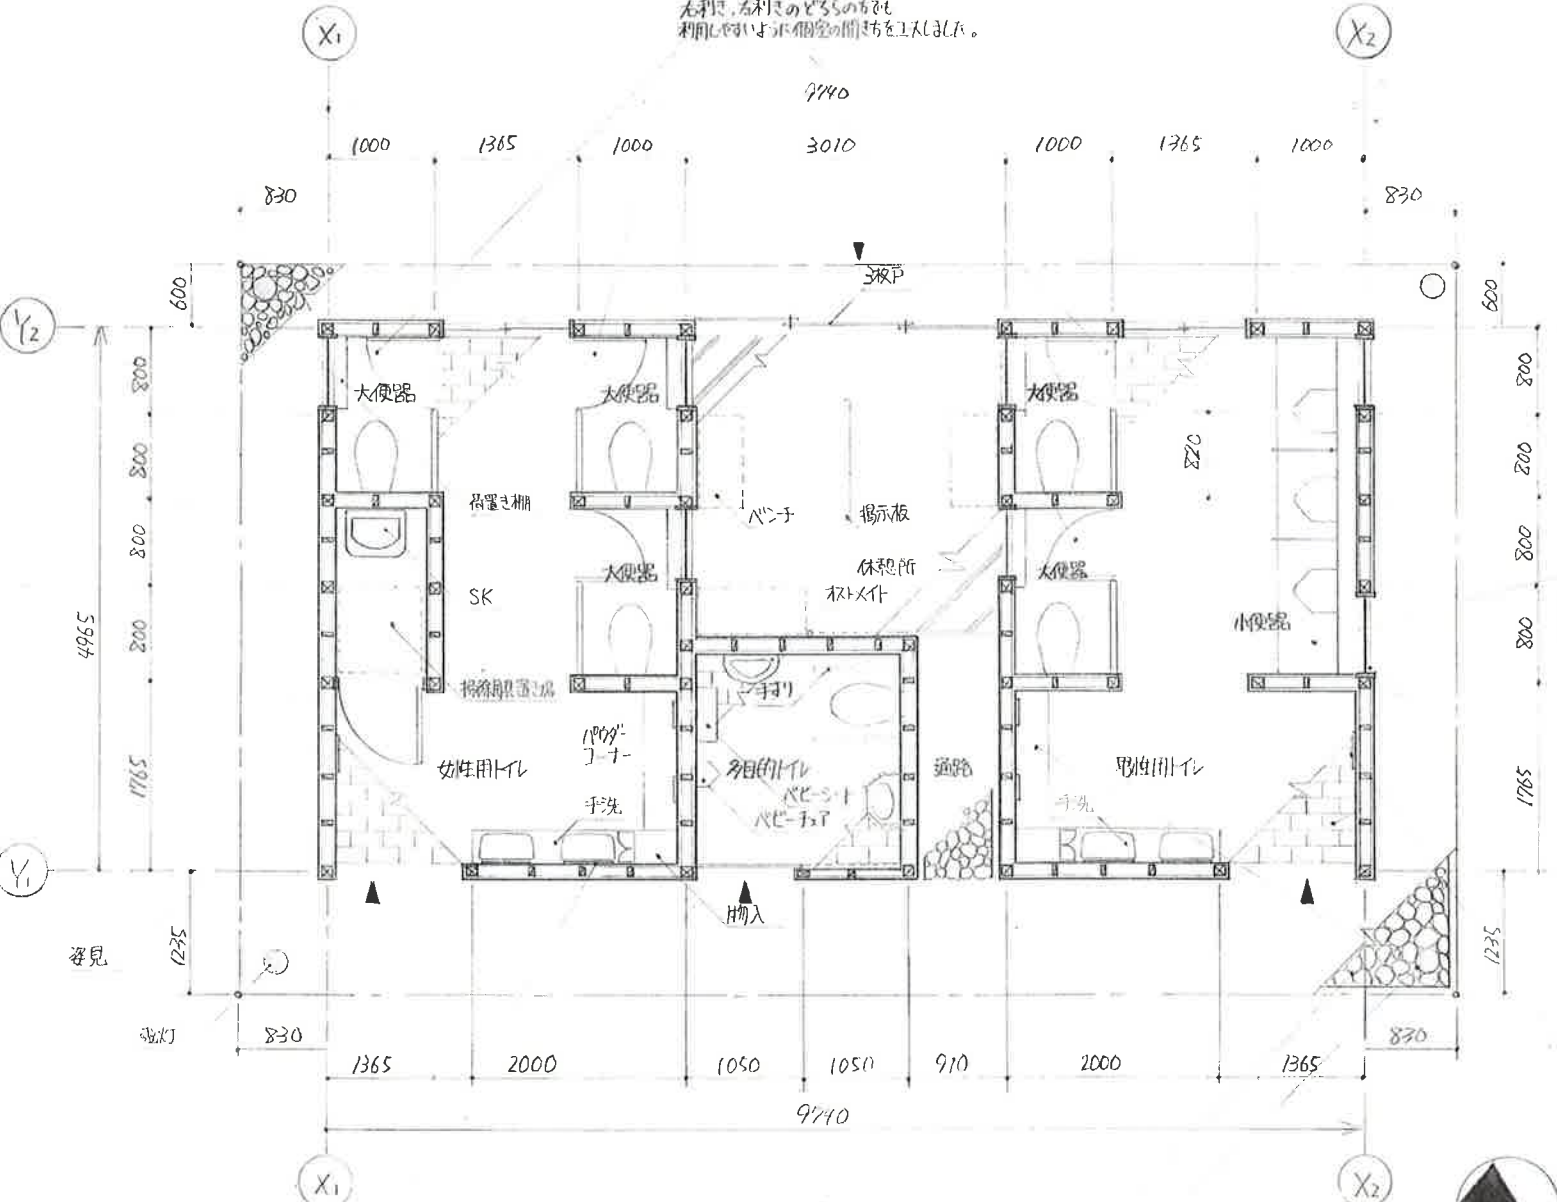 左利き、右利きのどちらの方でも
利用しやすいように個室の開き方を工夫しました。
X1
X2
9740
1000
1365
1000
3010
1000
1365
1000
830
830
3枚戸
600
600
Y2
800
800
大便器
大便器
大便器
800
荷置き棚
ベンチ
掲示板
820
800
休憩所
大便器
大便器
オストメイト
SK
小便器
4965
800
800
800
掃除用具置き場
手すり
パウダー
コーナー
女性用トイレ
多目的トイレ
通路
男性用トイレ
1765
1765
ベビーシート
ベビーチェア
手洗
手洗
Y1
物入
姿見
1235
1235
830
830
1365
2000
1050
1050
910
2000
1365
9740
X1
X2